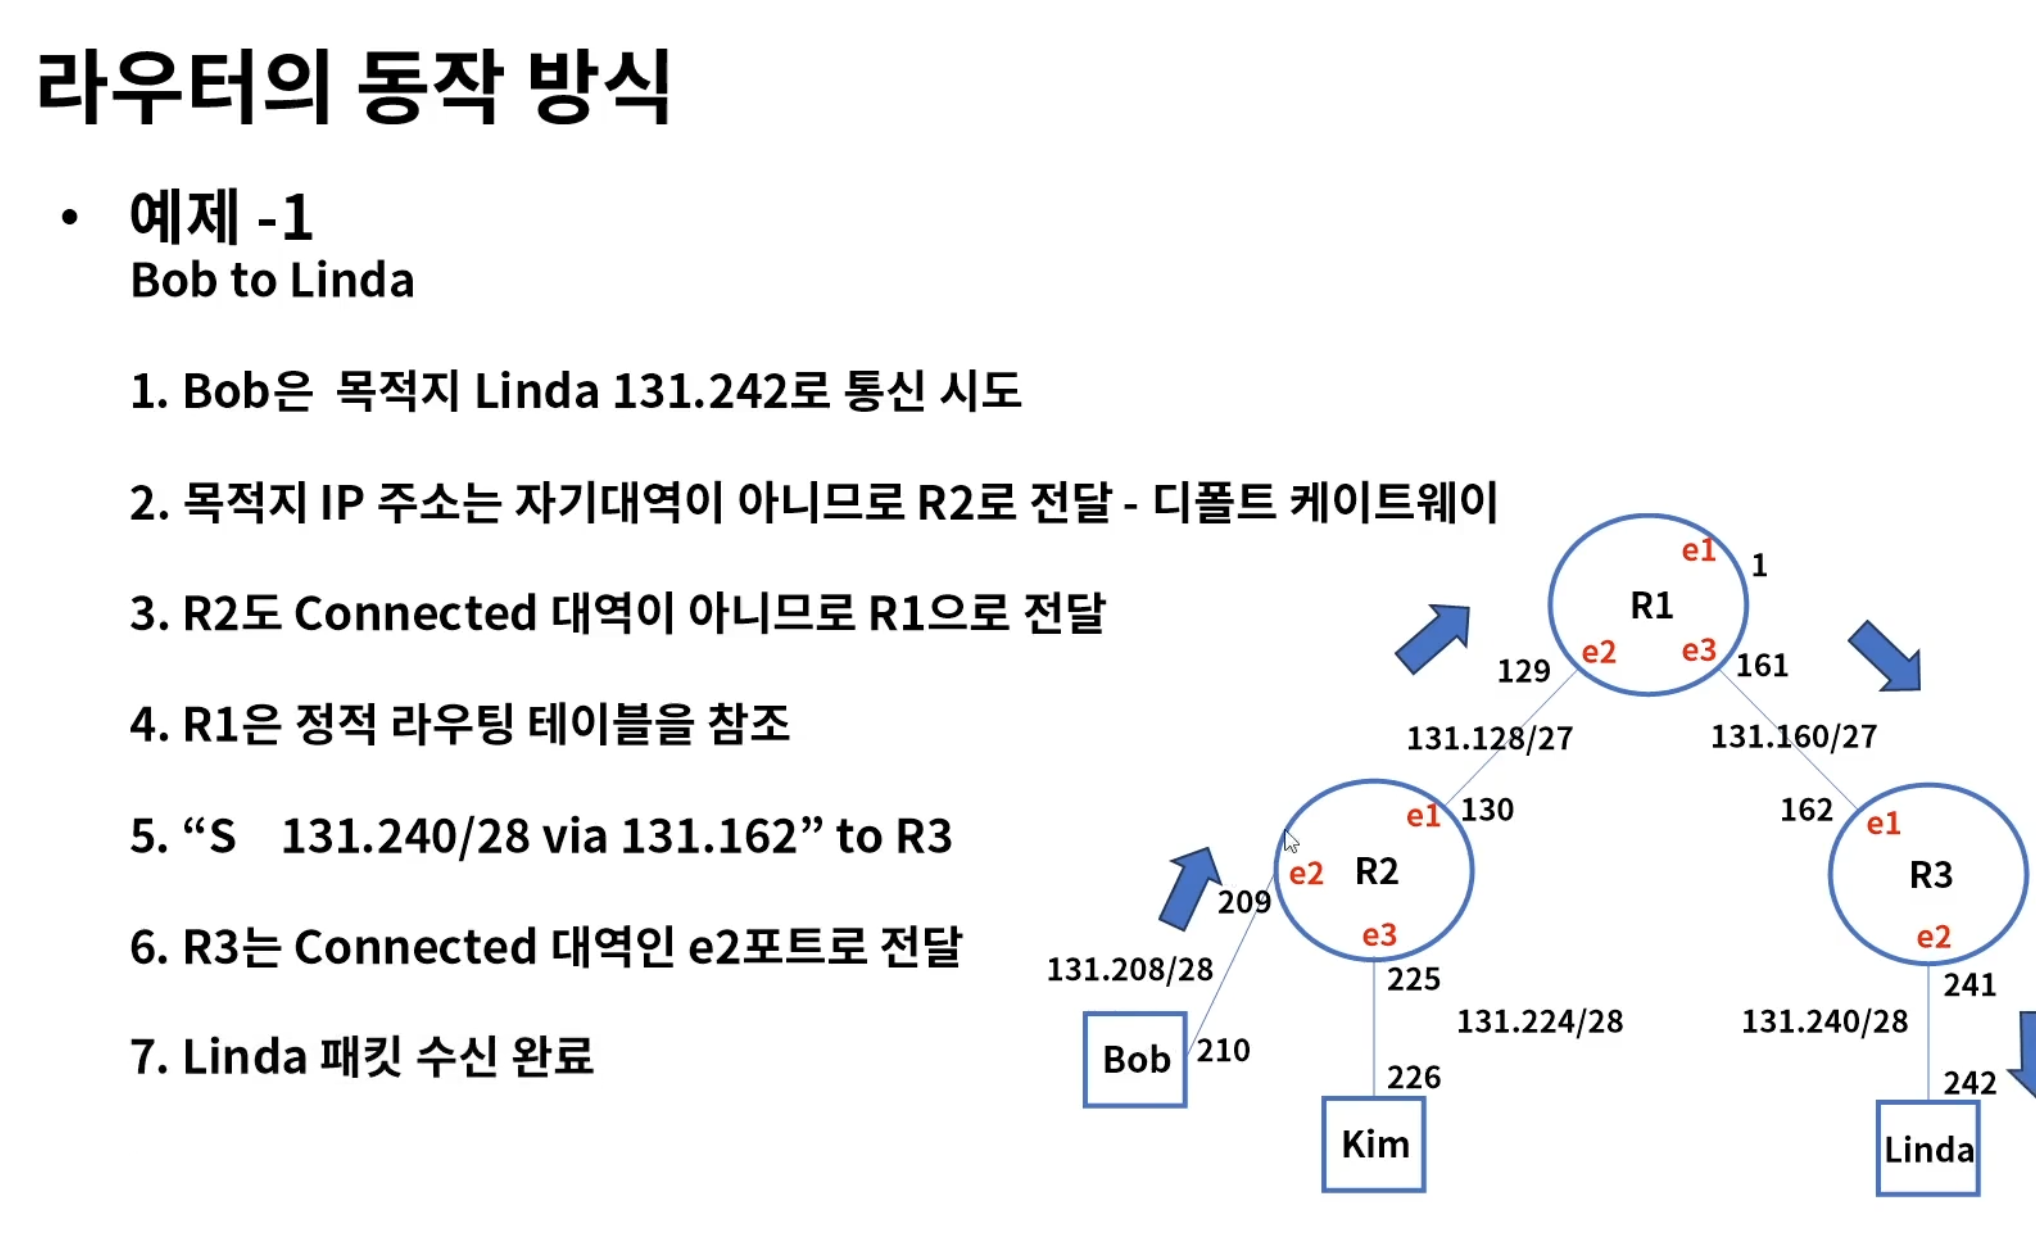 라우터의 동작 방식
• 예제 -1
Bob to Linda
1. Bob은 목적지 Linda 131.242로 통신 시도
2. 목적지 IP 주소는 자기대역이 아니므로 R2로 전달 - 디폴트 케이트웨이
3. R2도 Connected 대역이 아니므로 R1으로 전달
4. R1은 정적 라우팅 테이블을 참조
5. “S 131.240/28 via 131.162” to R3
6. R3는 Connected 대역인 e2포트로 전달
7. Linda 패킷 수신 완료
e1
1
R1
e2
e3
129
161
131.128/27
131.160/27
e1
130
162
e1
e2
R2
R3
209
e3
e2
131.208/28
225
241
131.224/28
131.240/28
Bob
210
226
242
Kim
Linda